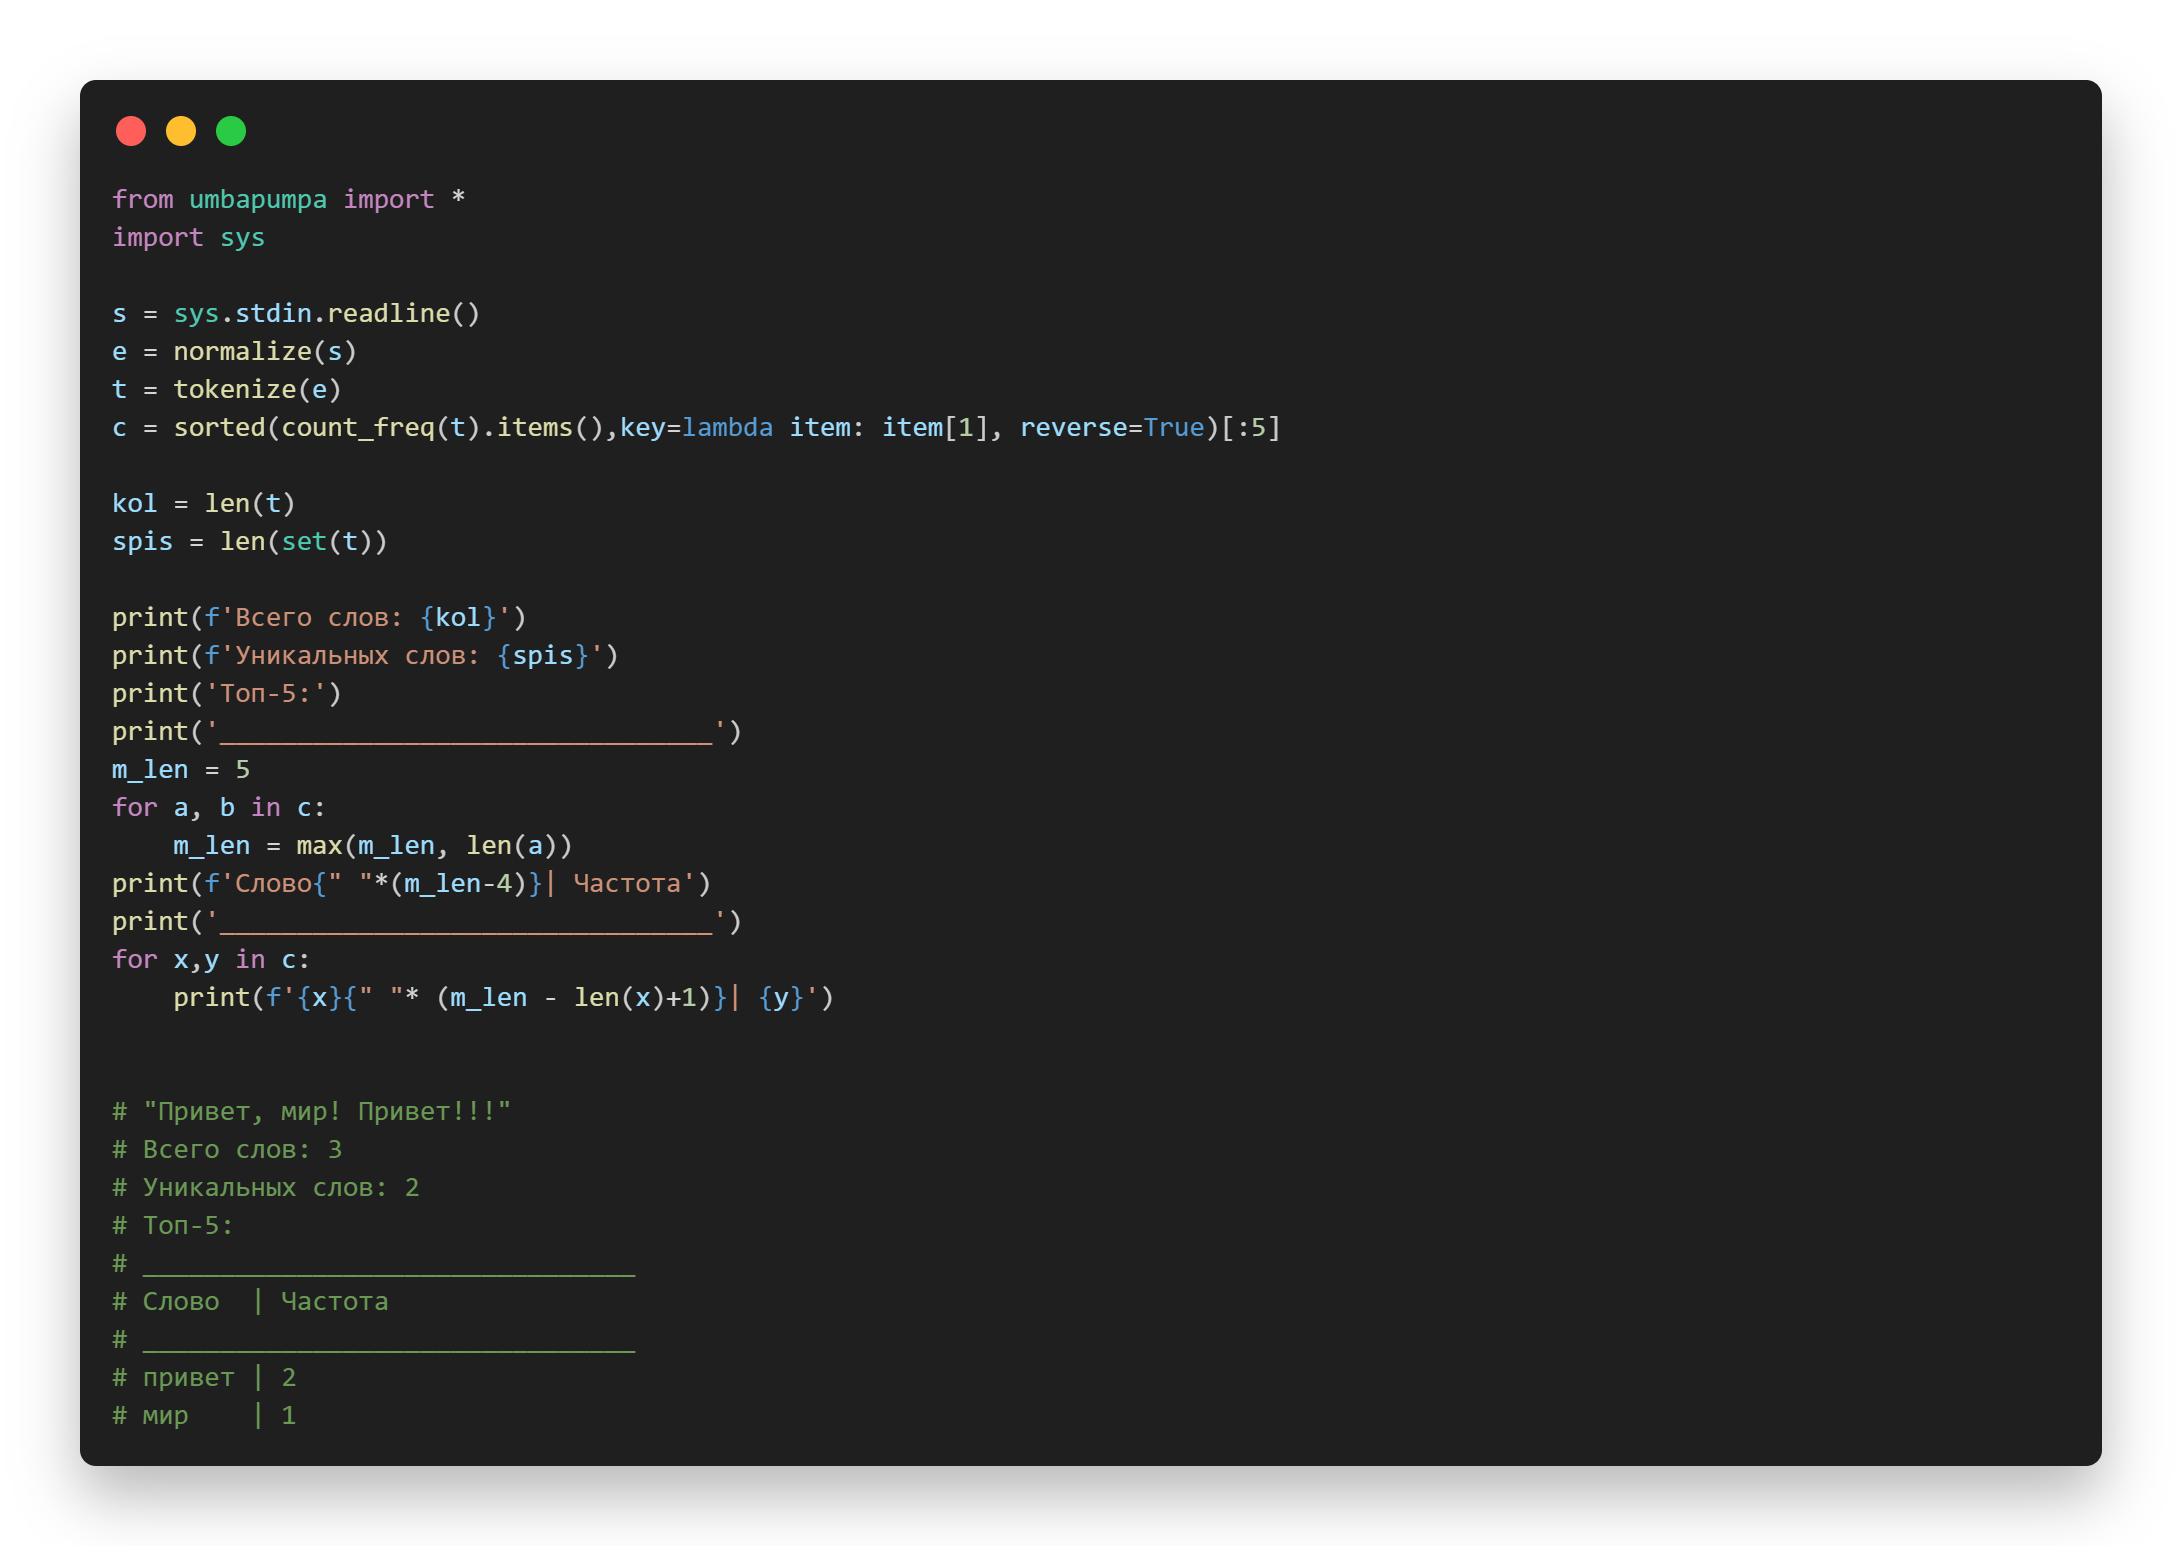 from umbapumpa import *
import sys
s = sys.stdin.readline()
e = normalize(s)
t = tokenize(e)
c = sorted(count_freq(t).items(),key=lambda item: item[1], reverse=True)[:5]
kol = len(t)
spis = len(set(t))
print(f'Всего слов: {kol}')
print(f'Уникальных слов: {spis}')
print('Топ-5:')
print('________________________________')
m_len = 5
for a, b in c:
    m_len = max(m_len, len(a))
print(f'Слово{" "*(m_len-4)}| Частота')
print('________________________________')
for x,y in c:
    print(f'{x}{" "* (m_len - len(x)+1)}| {y}')
# "Привет, мир! Привет!!!"
# Всего слов: 3
# Уникальных слов: 2
# Топ-5:
# ________________________________
# Слово  | Частота
# ________________________________
# привет | 2
# мир    | 1